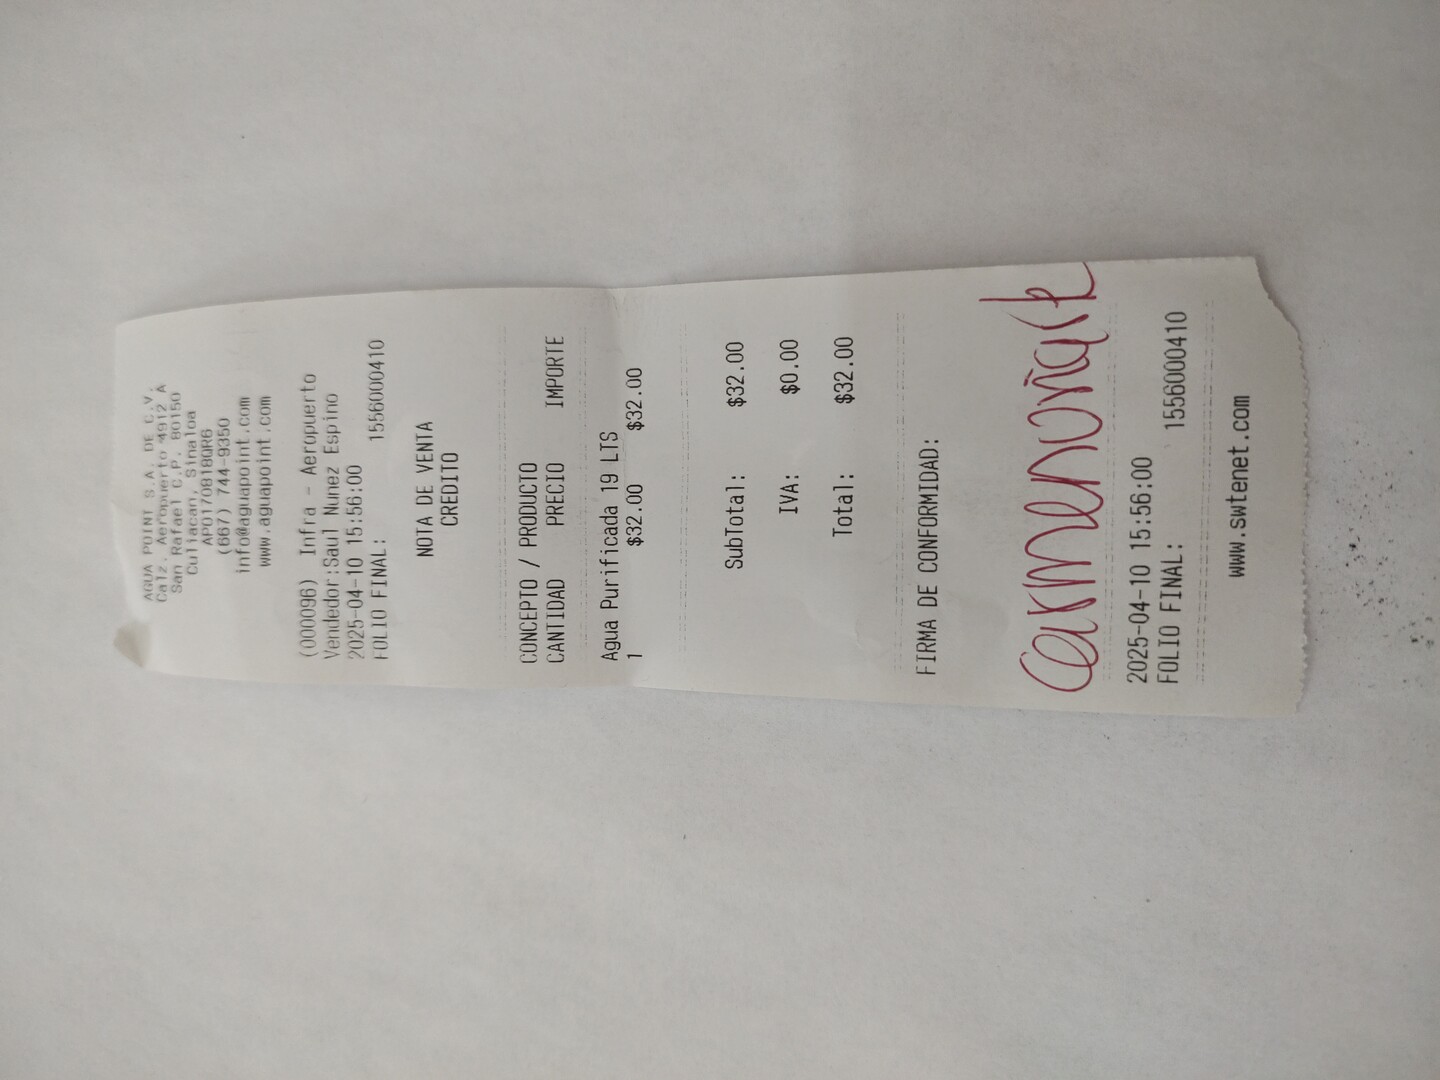 AGUA POINT S.A. DE C.V.
Calz. Aeropuerto 4912 A
San Rafael C.P. 80150
Culiacan, Sinaloa
APO170818QR6
(667) 744-9350
info@aguapoint.com
www.aguapoint.com
(000096) Infra - Aeropuerto
Vendedor:Saul Nunez Espino
2025-04-10 15:56:00
FOLIO FINAL: 1556000410
NOTA DE VENTA
CREDITO
CONCEPTO / PRODUCTO
CANTIDAD PRECIO IMPORTE
Agua Purificada 19 LTS
1 $32.00 $32.00
SubTotal: $32.00
IVA: $0.00
Total: $32.00
FIRMA DE CONFORMIDAD:
2025-04-10 15:56:00
FOLIO FINAL: 1556000410
www.swtenet.com